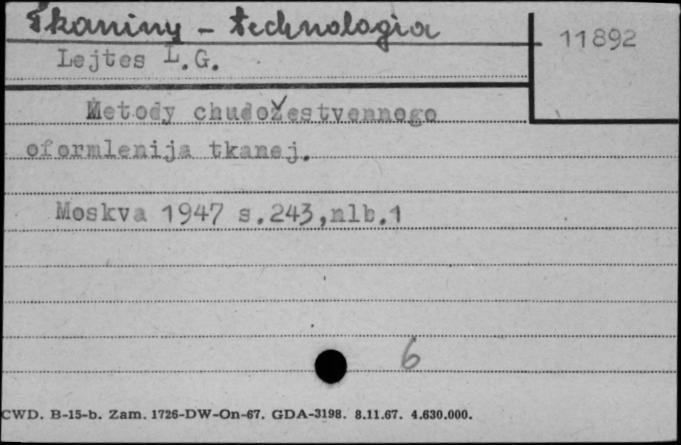 Tkaniny - technologia
11892
Lejtes L.G.
Metody chudožestvennogo
oformlenija tkanej.
Moskva 1947 s.243,nlb.1
6
CWD. B-15-b. Zam. 1726-DW-On-67. GDA-3198. 8.11.67. 4.630.000.